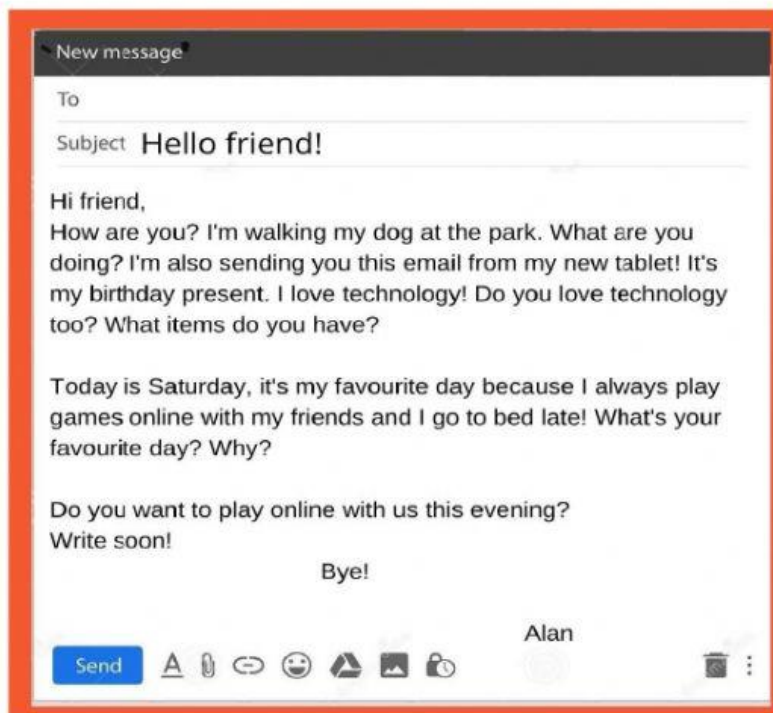 New message
To
Subject Hello friend!
Hi friend,
How are you? I'm walking my dog at the park. What are you
doing? I'm also sending you this email from my new tablet! It's
my birthday present. I love technology! Do you love technology
too? What items do you have?
Today is Saturday, it's my favourite day because I always play
games online with my friends and I go to bed late! What's your
favourite day? Why?
Do you want to play online with us this evening?
Write soon!
Bye!
Alan
Send A